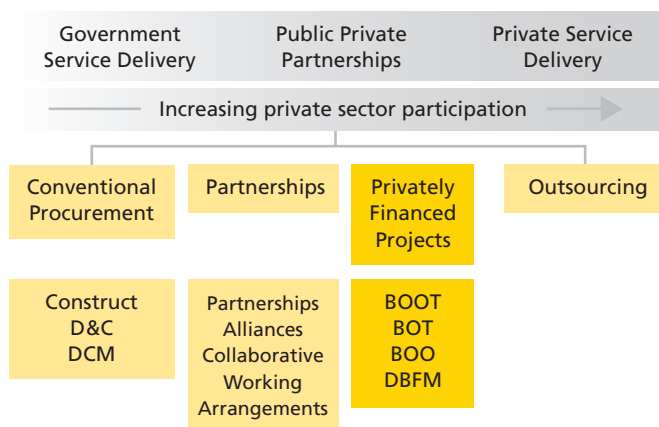 Government
Service Delivery
Public Private
Partnerships
Private Service
Delivery
Increasing private sector participation
Conventional
Procurement
Partnerships
Privately
Financed
Projects
Outsourcing
Construct
D&C
DCM
Partnerships
Alliances
Collaborative
Working
Arrangements
BOOT
BOT
BOO
DBFM